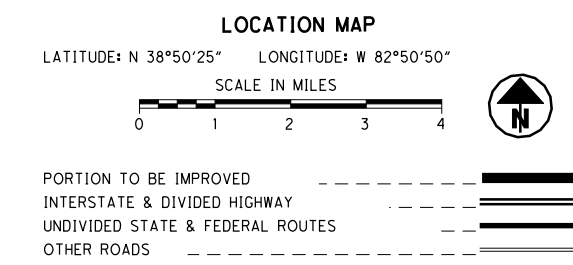 LOCATION MAP
LATITUDE: N 38°50'25" LONGITUDE: W 82°50'50"
SCALE IN MILES
0 1 2 3 4
N
PORTION TO BE IMPROVED
INTERSTATE & DIVIDED HIGHWAY
UNDIVIDED STATE & FEDERAL ROUTES
OTHER ROADS